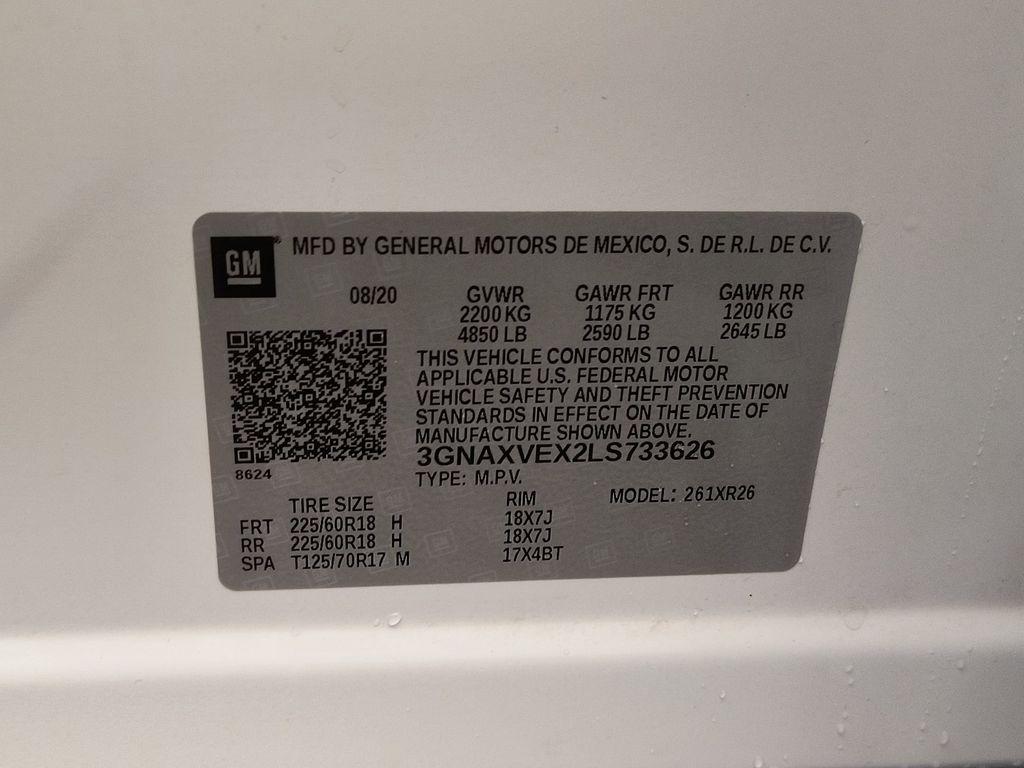 GM
MFD BY GENERAL MOTORS DE MEXICO, S. DE R.L. DE C.V.
08/20 GVWR GAWR FRT GAWR RR
2200 KG 1175 KG 1200 KG
4850 LB 2590 LB 2645 LB
THIS VEHICLE CONFORMS TO ALL
APPLICABLE U.S. FEDERAL MOTOR
VEHICLE SAFETY AND THEFT PREVENTION
STANDARDS IN EFFECT ON THE DATE OF
MANUFACTURE SHOWN ABOVE.
3GNAXVEX2LS733626
8624
TYPE: M.P.V.
TIRE SIZE RIM MODEL: 261XR26
FRT 225/60R18 H 18X7J
RR 225/60R18 H 18X7J
SPA T125/70R17 M 17X4BT